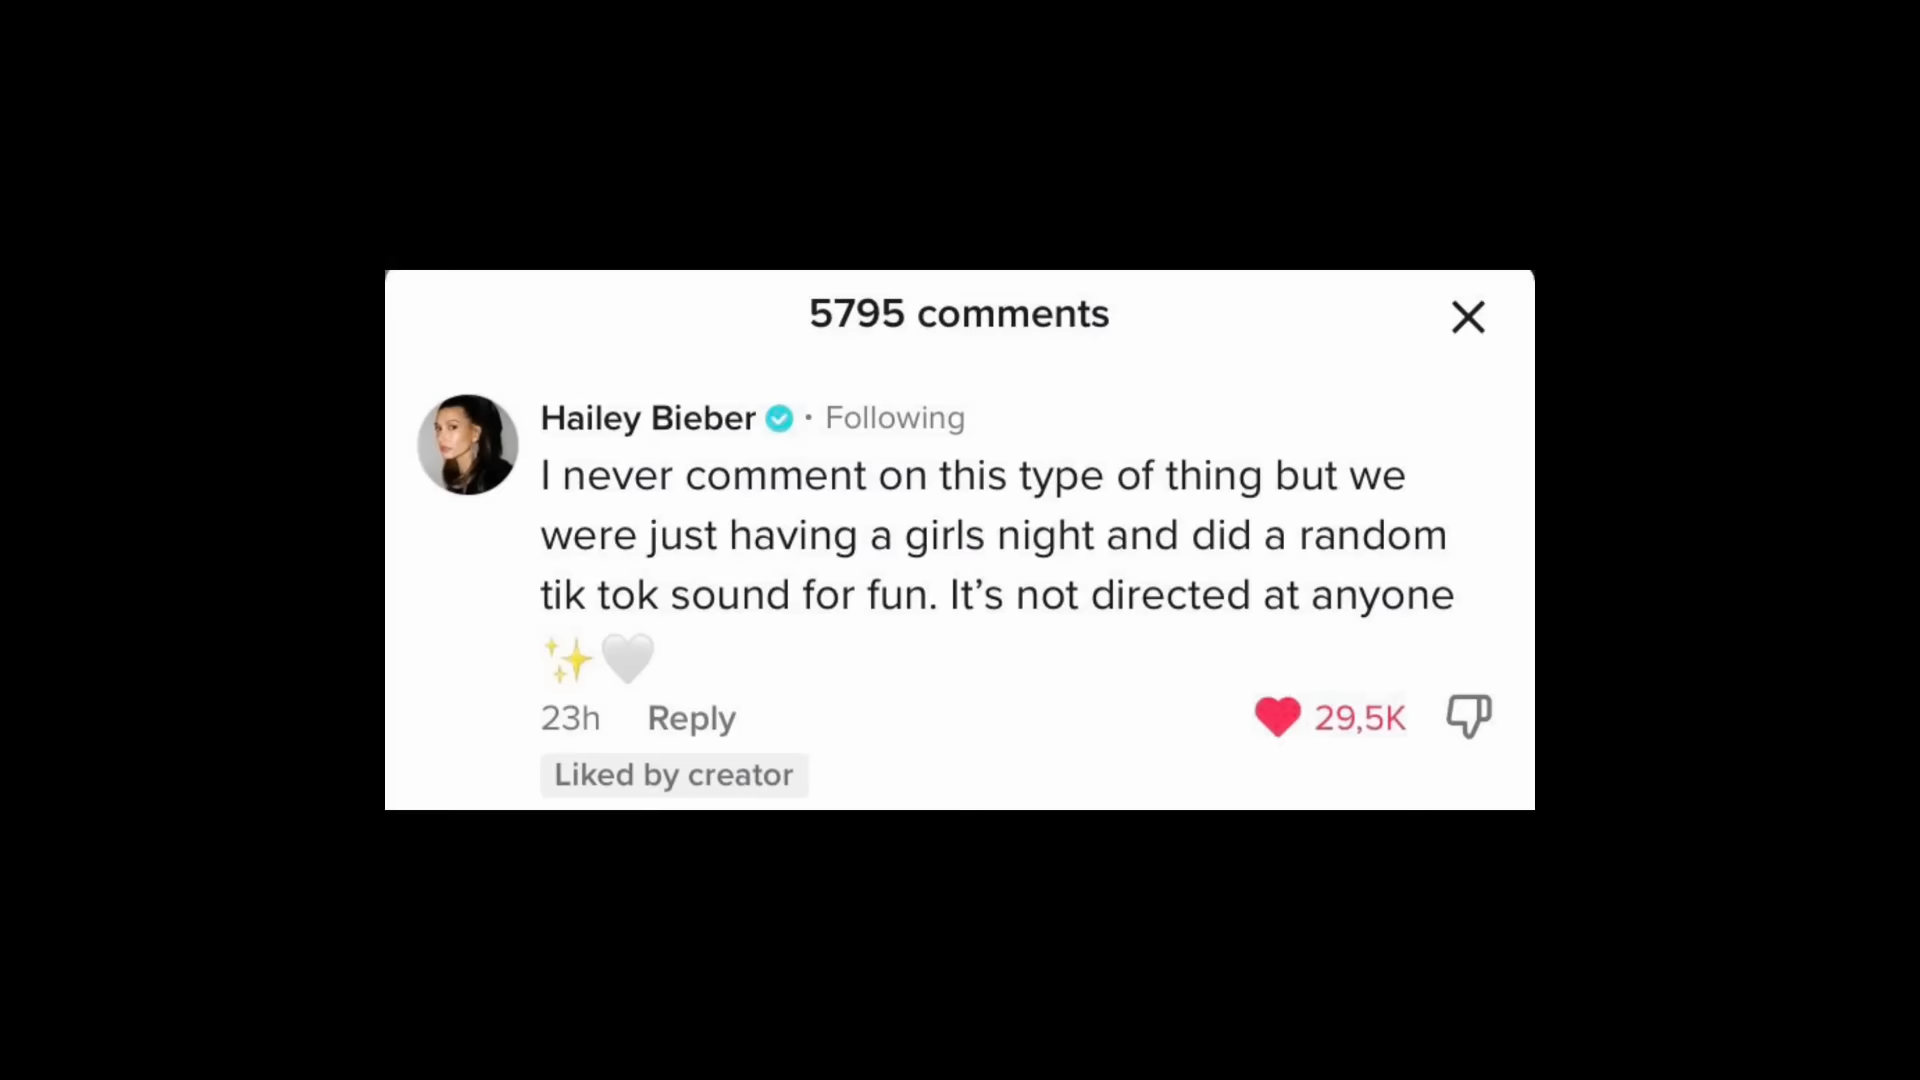 5795 comments
Hailey Bieber · Following
I never comment on this type of thing but we
were just having a girls night and did a random
tik tok sound for fun. It’s not directed at anyone
✨🤍
23h Reply 29,5K
Liked by creator